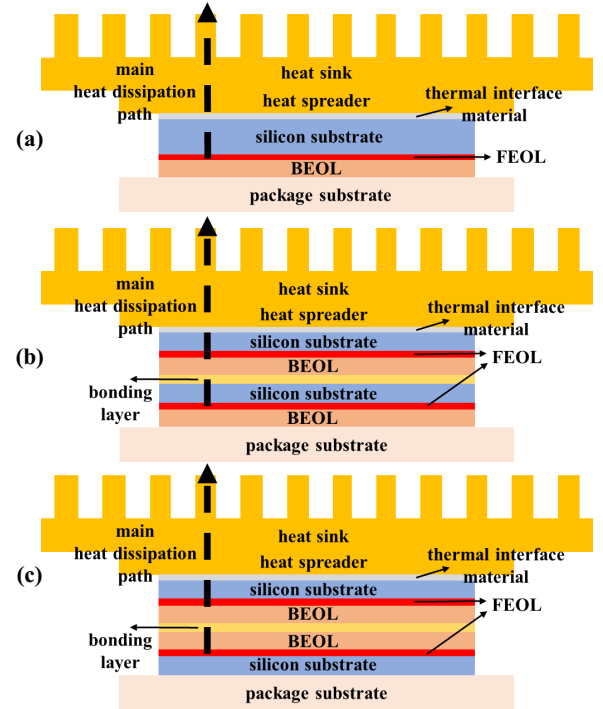 main
heat dissipation
path
heat sink
heat spreader
thermal interface
material
(a)
silicon substrate
FEOL
BEOL
package substrate
main
heat dissipation
path
heat sink
heat spreader
thermal interface
material
(b)
silicon substrate
FEOL
BEOL
bonding
layer
silicon substrate
BEOL
package substrate
main
heat dissipation
path
heat sink
heat spreader
thermal interface
material
(c)
silicon substrate
FEOL
BEOL
bonding
layer
BEOL
silicon substrate
package substrate